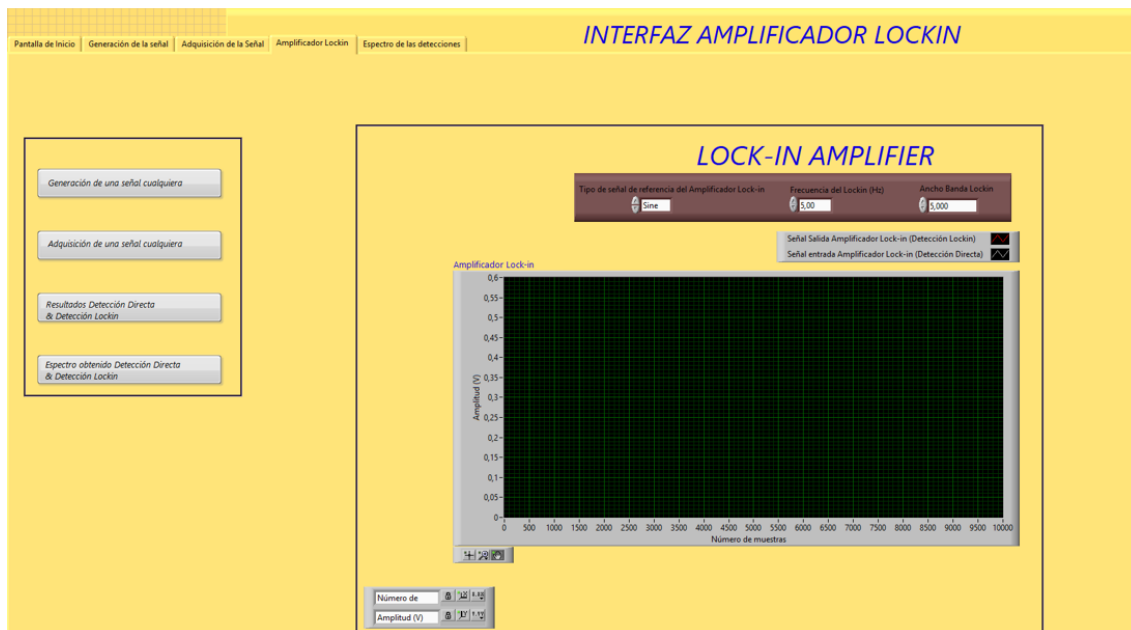 INTERFAZ AMPLIFICADOR LOCKIN
Pantalla de Inicio
Generación de la señal
Adquisición de la Señal
Amplificador Lockin
Espectro de las detecciones
Generación de una señal cualquiera
Adquisición de una señal cualquiera
Resultados Detección Directa
& Detección Lockin
Espectro obtenido Detección Directa
& Detección Lockin
LOCK-IN AMPLIFIER
Tipo de señal de referencia del Amplificador Lock-in
Sine
Frecuencia del Lockin (Hz)
5,00
Ancho Banda Lockin
5,000
Señal Salida Amplificador Lock-in (Detección Lockin)
Señal entrada Amplificador Lock-in (Detección Directa)
Amplificador Lock-in
Amplitud (V)
0,6
0,55
0,5
0,45
0,4
0,35
0,3
0,25
0,2
0,15
0,1
0,05
0
0 500 1000 1500 2000 2500 3000 3500 4000 4500 5000 5500 6000 6500 7000 7500 8000 8500 9000 9500 10000
Número de muestras
Número de
Amplitud (V)